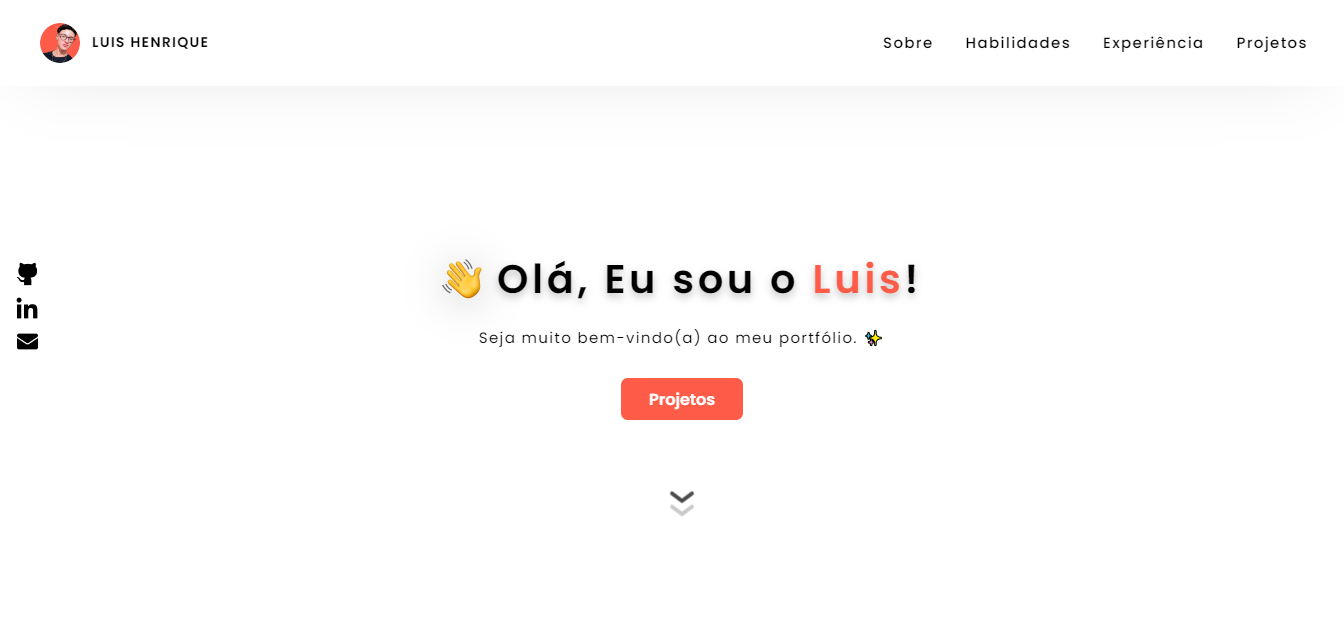 LUIS HENRIQUE
Sobre Habilidades Experiência Projetos
👋 Olá, Eu sou o Luis!
Seja muito bem-vindo(a) ao meu portfólio. ✨
Projetos